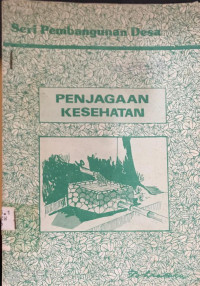 Seri Pembangunan Desa
PENJAGAAN
KESEHATAN